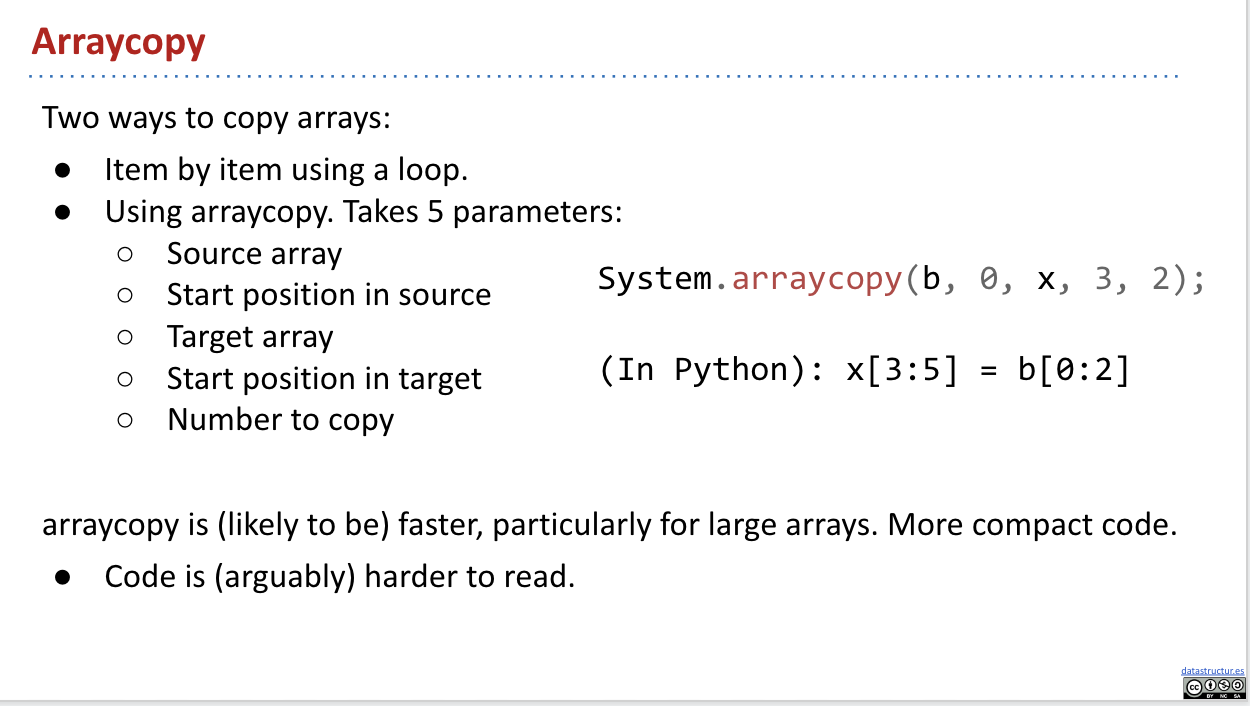 Arraycopy
Two ways to copy arrays:
● Item by item using a loop.
● Using arraycopy. Takes 5 parameters:
○ Source array
○ Start position in source
○ Target array
○ Start position in target
○ Number to copy
System.arraycopy(b, 0, x, 3, 2);
(In Python): x[3:5] = b[0:2]
arraycopy is (likely to be) faster, particularly for large arrays. More compact code.
● Code is (arguably) harder to read.
datastructur.es
cc
BY NC SA